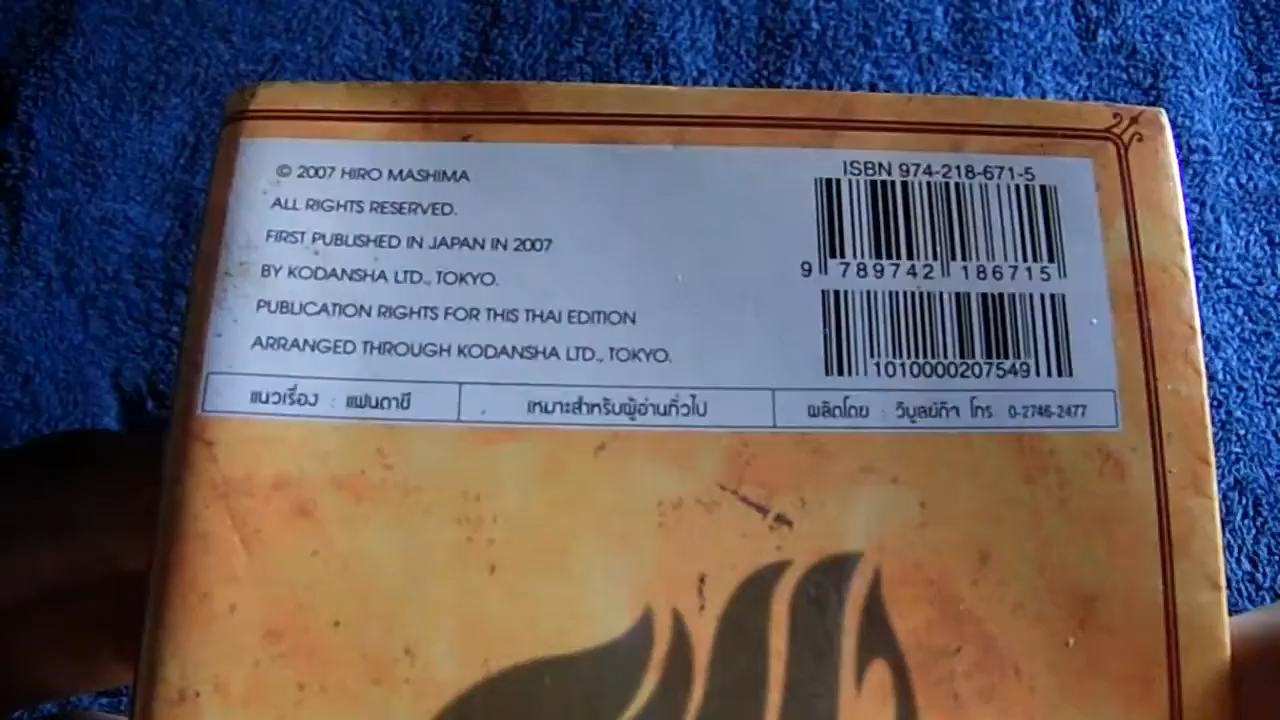 © 2007 HIRO MASHIMA
ALL RIGHTS RESERVED.
FIRST PUBLISHED IN JAPAN IN 2007
BY KODANSHA LTD., TOKYO.
PUBLICATION RIGHTS FOR THIS THAI EDITION
ARRANGED THROUGH KODANSHA LTD., TOKYO.
ISBN 974-218-671-5
9 789742 186715
1010000207549
แนวเรื่อง : แฟนตาซี
เหมาะสำหรับผู้อ่านทั่วไป
ผลิตโดย : วิบูลย์กิจ โทร 0-2746-2477